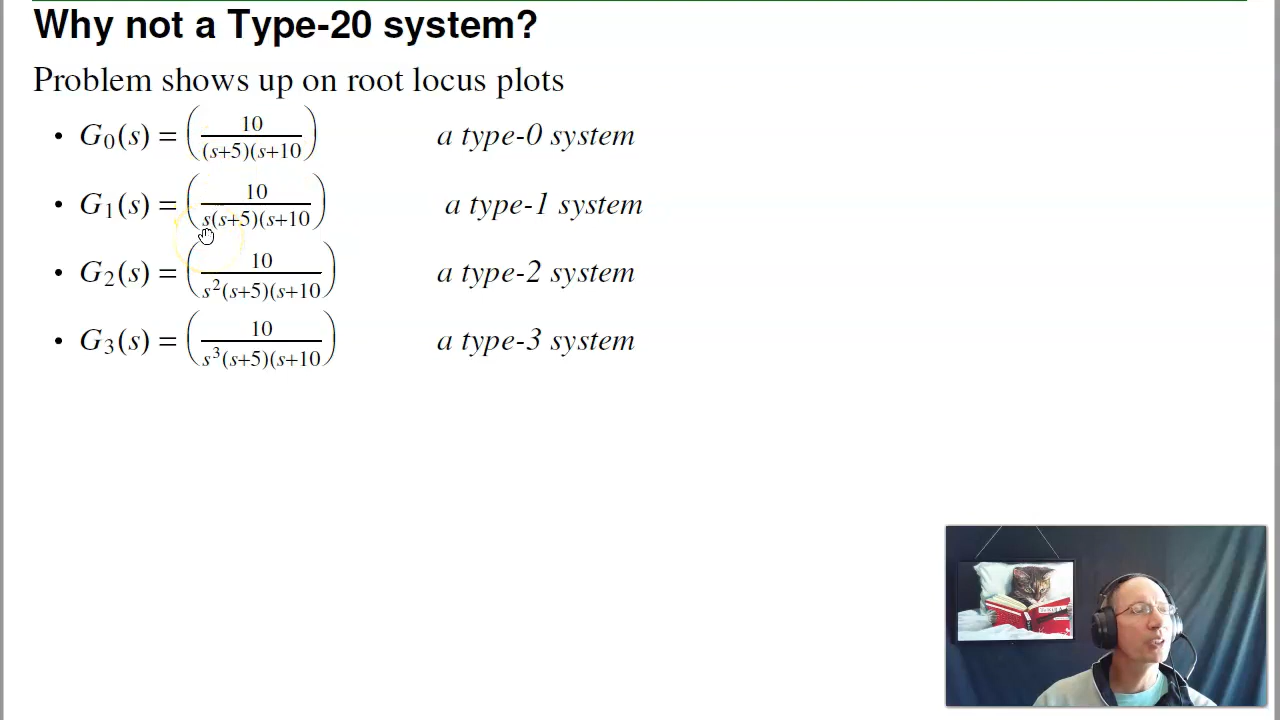 Why not a Type-20 system?
Problem shows up on root locus plots
• G₀(s) = (10/(s+5)(s+10) a type-0 system
• G₁(s) = (10/s(s+5)(s+10) a type-1 system
• G₂(s) = (10/s²(s+5)(s+10) a type-2 system
• G₃(s) = (10/s³(s+5)(s+10) a type-3 system